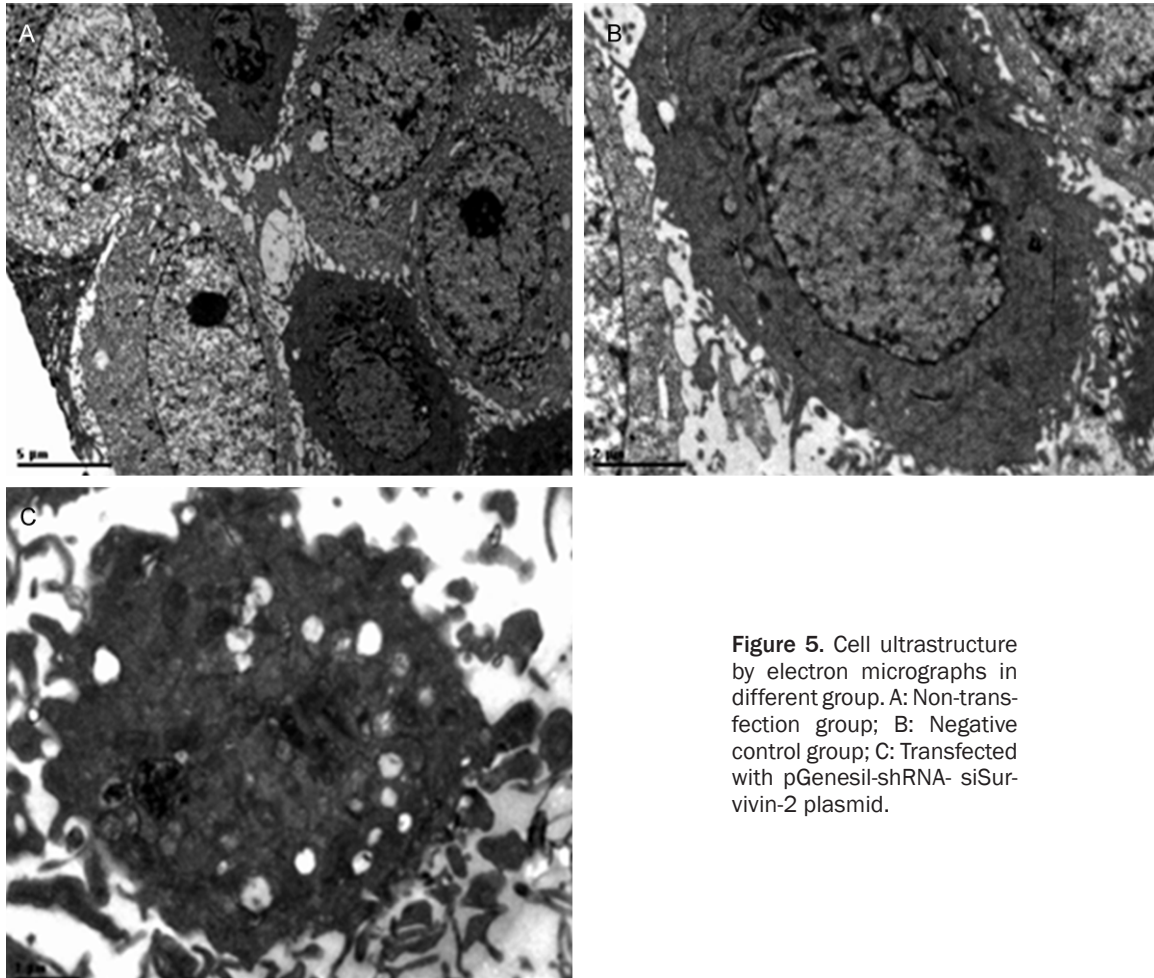 A
5 µm
B
2 µm
C
Figure 5. Cell ultrastructure
by electron micrographs in
different group. A: Non-trans-
fection group; B: Negative
control group; C: Transfected
with pGenesil-shRNA- siSur-
vivin-2 plasmid.